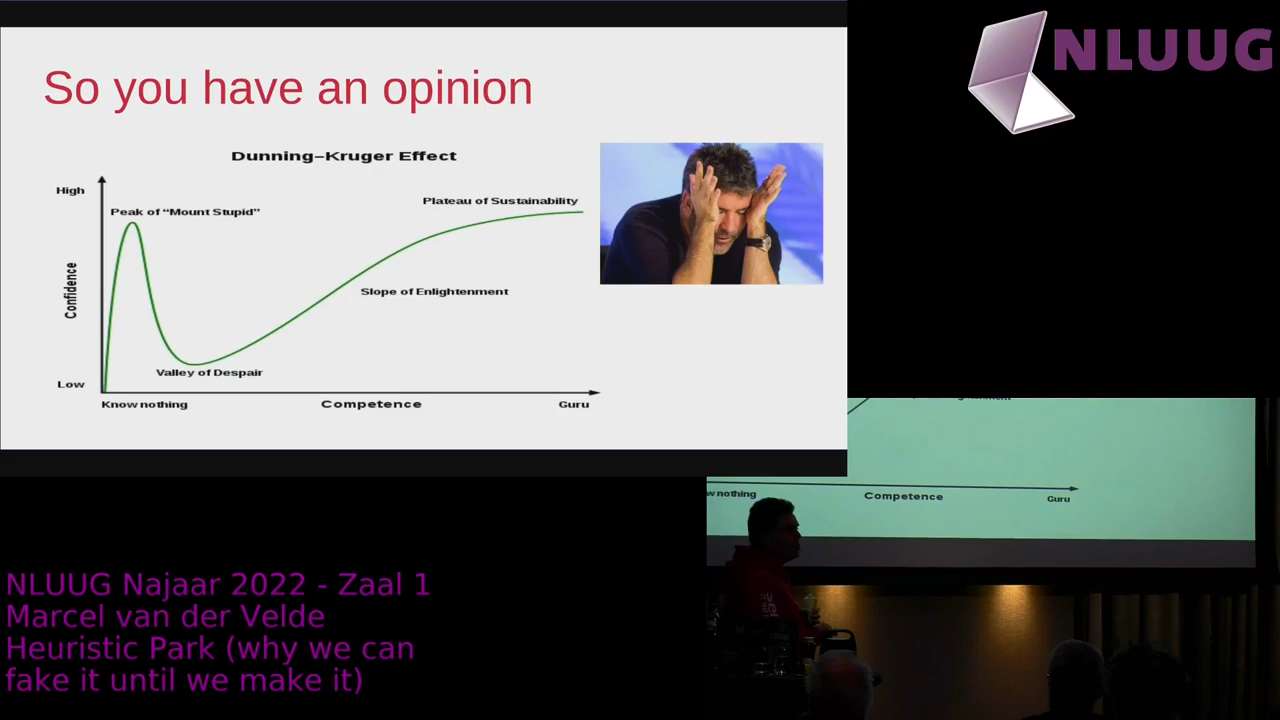 So you have an opinion
Dunning–Kruger Effect
High
Peak of “Mount Stupid”
Plateau of Sustainability
Confidence
Slope of Enlightenment
Valley of Despair
Low
Know nothing
Competence
Guru
NLUUG
nothing
Competence
Guru
NLUUG Najaar 2022 - Zaal 1
Marcel van der Velde
Heuristic Park (why we can
fake it until we make it)